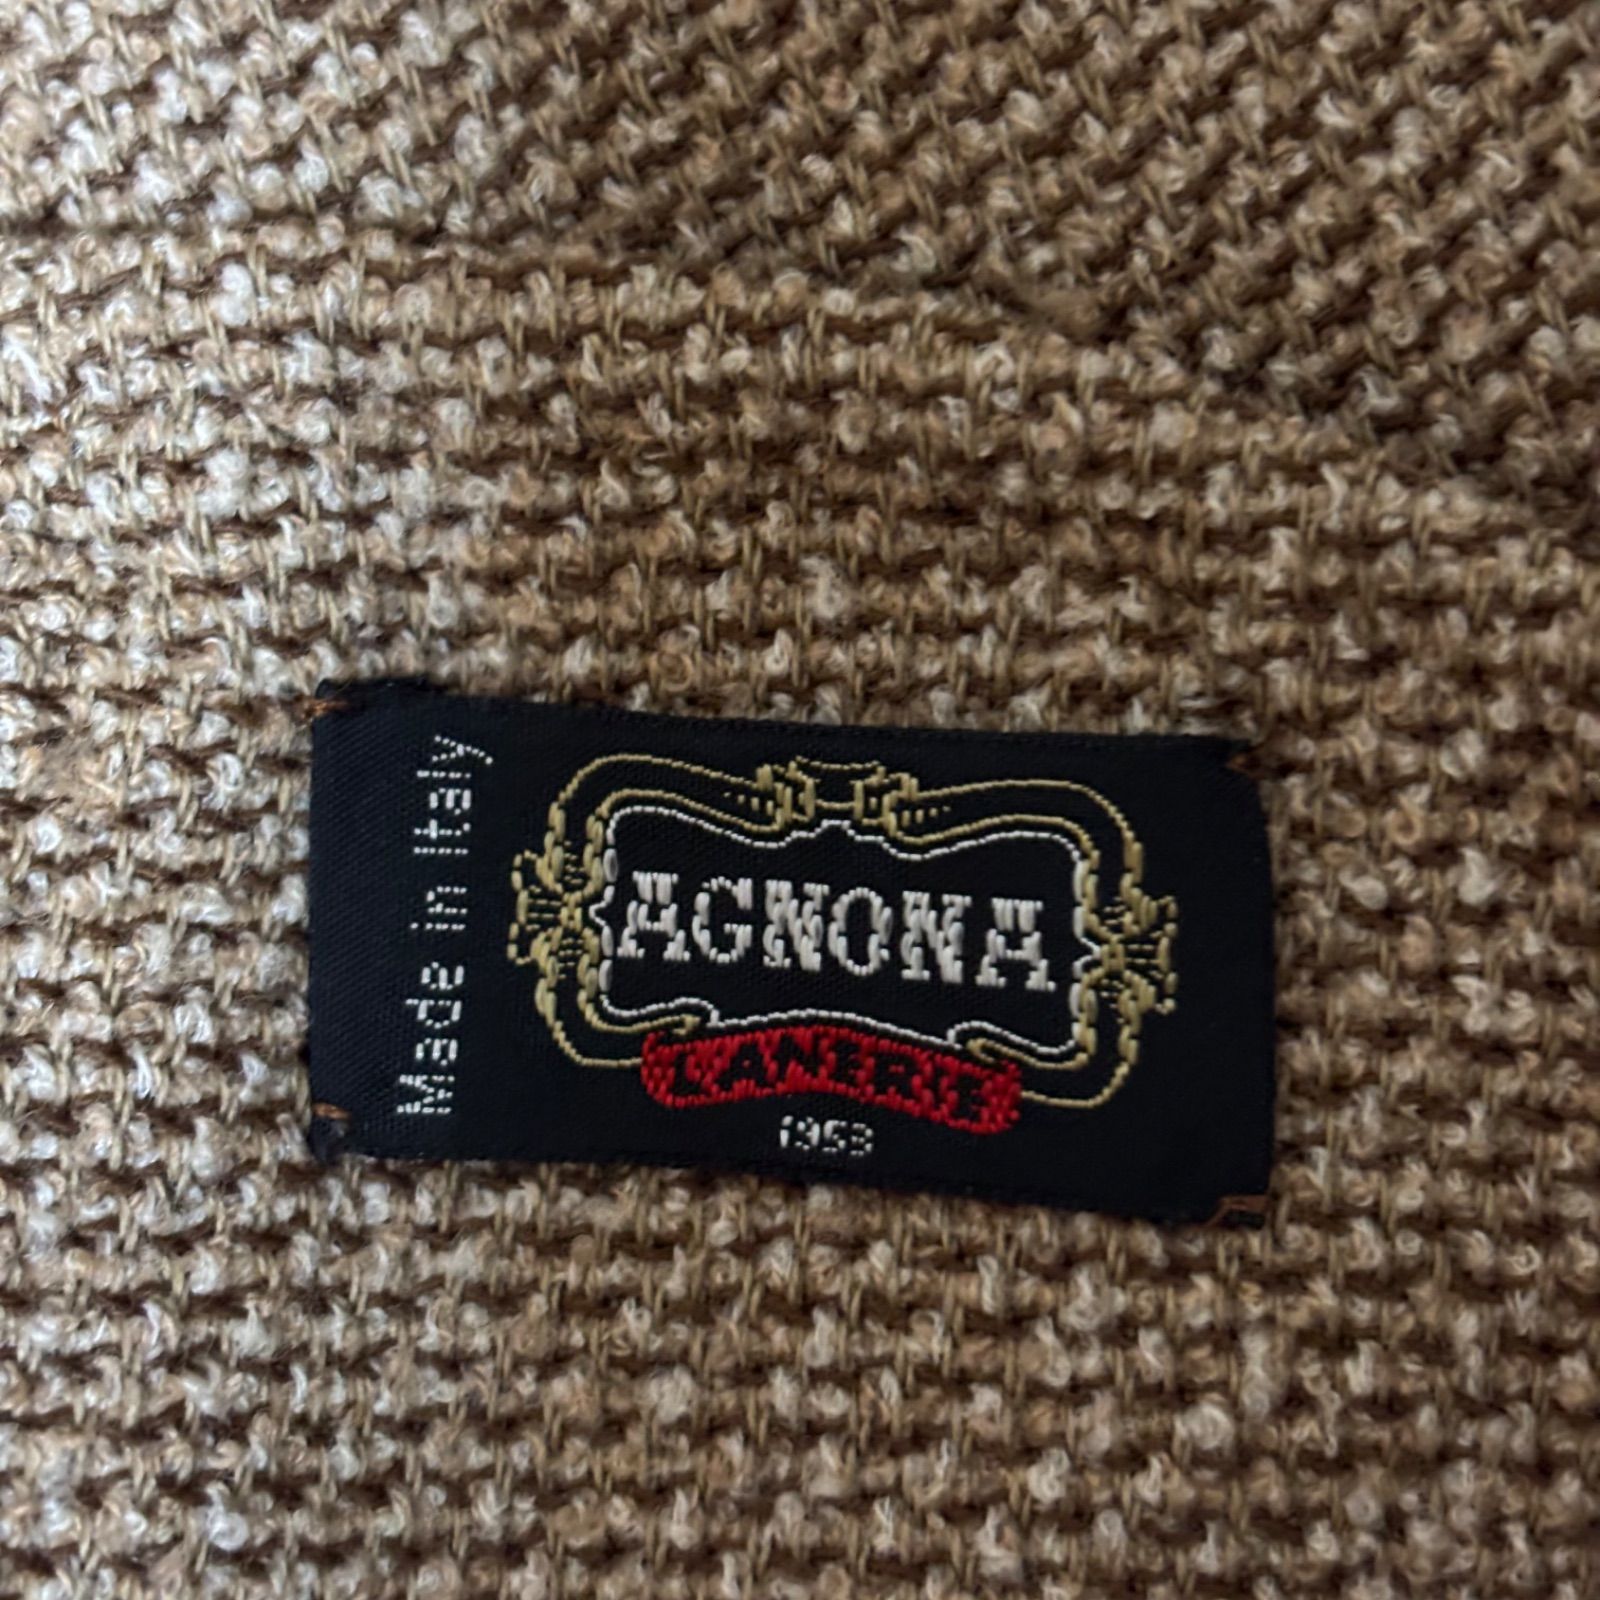 Made in Italy
AGNONA
LANERIE
1953